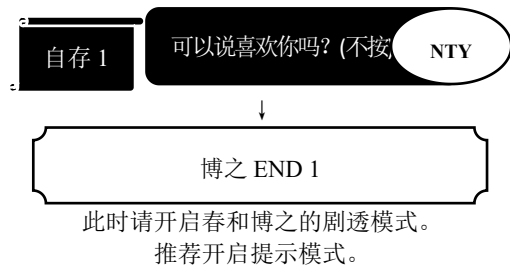 自存 1
可以说喜欢你吗？(不按
NTY
↓
博之 END 1
此时请开启春和博之的剧透模式。
推荐开启提示模式。